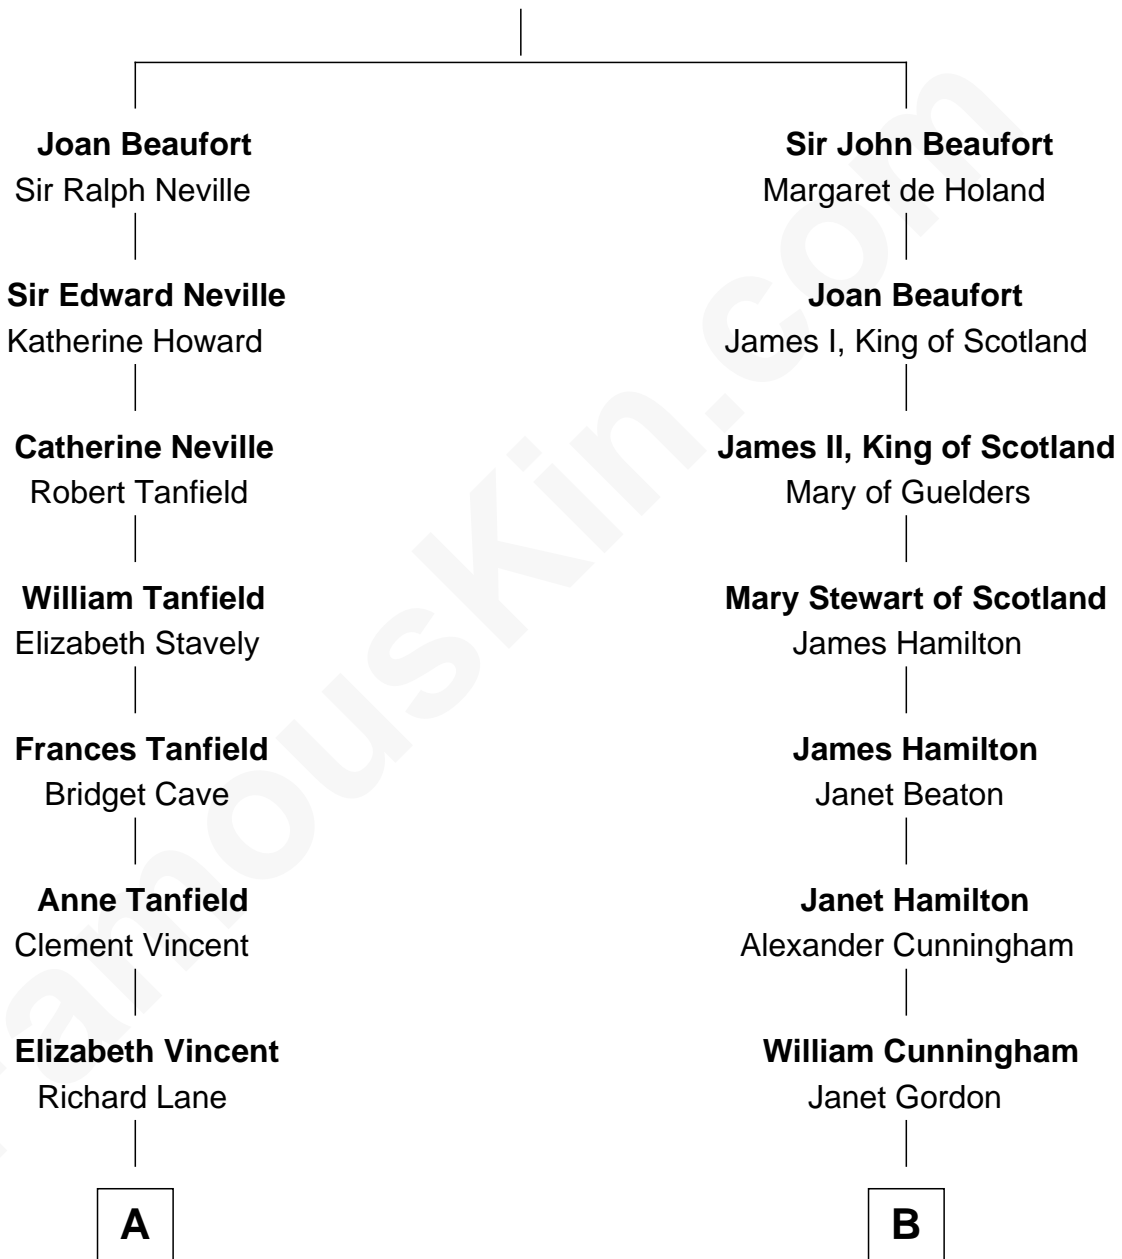 Joan Beaufort
Sir Ralph Neville
Sir Edward Neville
Katherine Howard
Catherine Neville
Robert Tanfield
William Tanfield
Elizabeth Stavely
Frances Tanfield
Bridget Cave
Anne Tanfield
Clement Vincent
Elizabeth Vincent
Richard Lane
A
Sir John Beaufort
Margaret de Holand
Joan Beaufort
James I, King of Scotland
James II, King of Scotland
Mary of Guelders
Mary Stewart of Scotland
James Hamilton
James Hamilton
Janet Beaton
Janet Hamilton
Alexander Cunningham
William Cunningham
Janet Gordon
B
FamousKin.com